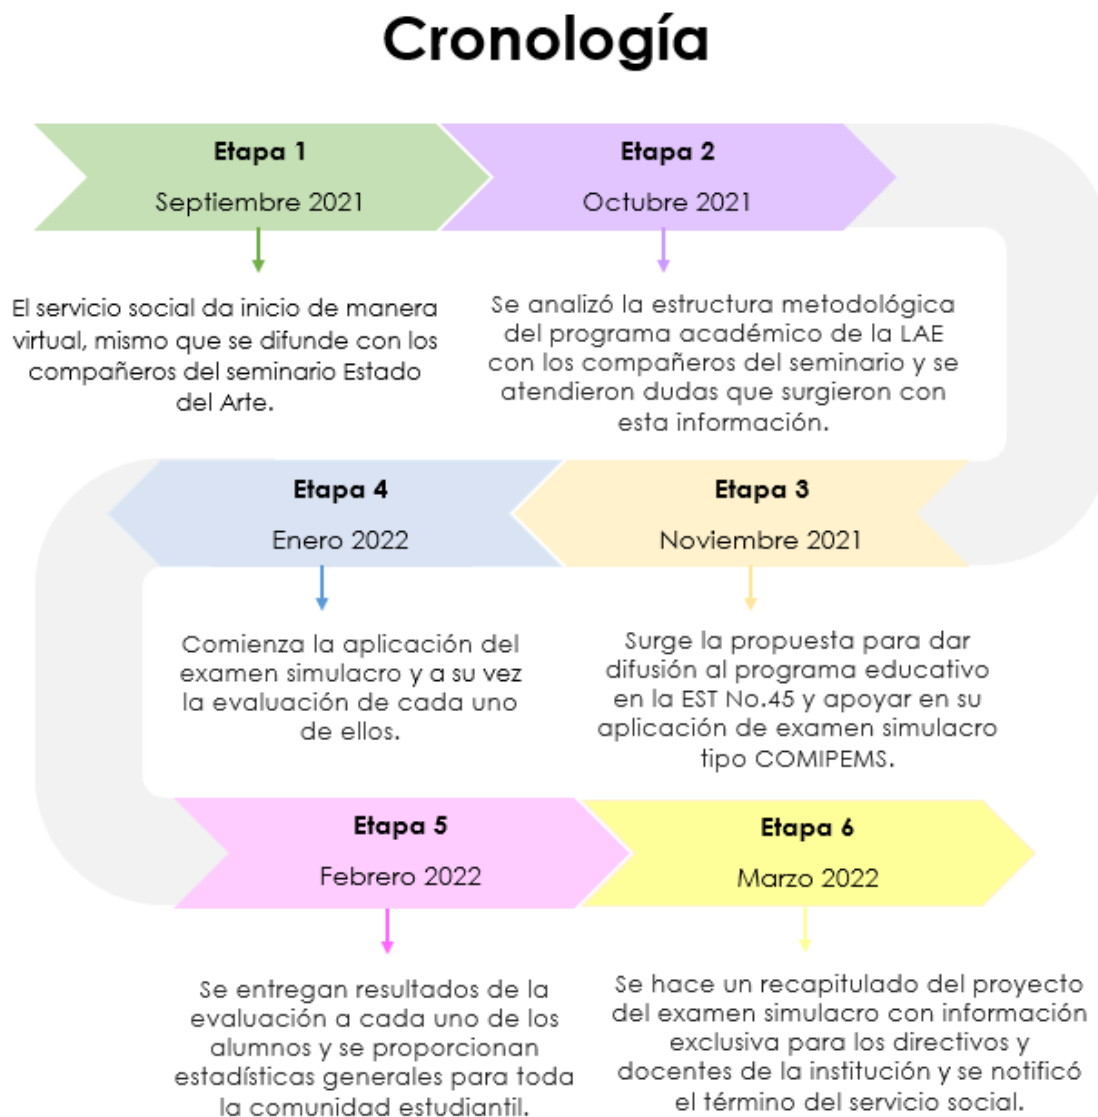 Cronología
Etapa 1
Septiembre 2021
El servicio social da inicio de manera
virtual, mismo que se difunde con los
compañeros del seminario Estado
del Arte.
Etapa 2
Octubre 2021
Se analizó la estructura metodológica
del programa académico de la LAE
con los compañeros del seminario y se
atendieron dudas que surgieron con
esta información.
Etapa 3
Noviembre 2021
Surge la propuesta para dar
difusión al programa educativo
en la EST No.45 y apoyar en su
aplicación de examen simulacro
tipo COMIPEMS.
Etapa 4
Enero 2022
Comienza la aplicación del
examen simulacro y a su vez
la evaluación de cada uno
de ellos.
Etapa 5
Febrero 2022
Se entregan resultados de la
evaluación a cada uno de los
alumnos y se proporcionan
estadísticas generales para toda
la comunidad estudiantil.
Etapa 6
Marzo 2022
Se hace un recapitulado del proyecto
del examen simulacro con información
exclusiva para los directivos y
docentes de la institución y se notificó
el término del servicio social.